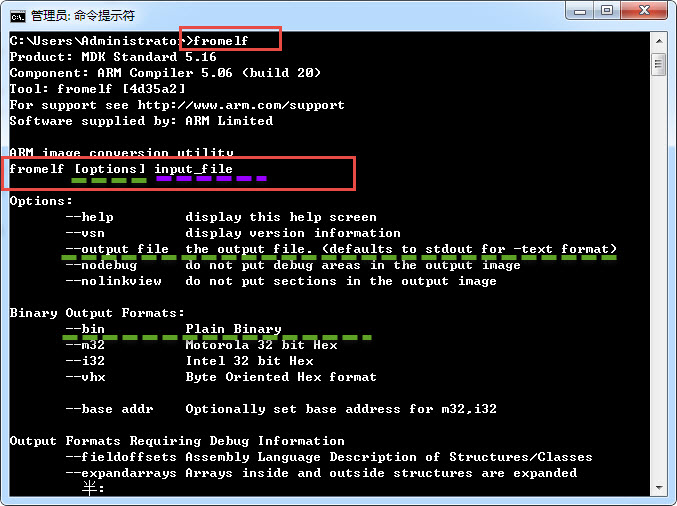 管理员: 命令提示符
C:\Users\Administrator>fromelf
Product: MDK Standard 5.16
Component: ARM Compiler 5.06 (build 20)
Tool: fromelf [4d35a2]
For support see http://www.arm.com/support
Software supplied by: ARM Limited
ARM image conversion utility
fromelf [options] input_file
Options:
--help display this help screen
--vsn display version information
--output file the output file. (defaults to stdout for -text format)
--nodebug do not put debug areas in the output image
--nolinkview do not put sections in the output image
Binary Output Formats:
--bin Plain Binary
--m32 Motorola 32 bit Hex
--i32 Intel 32 bit Hex
--vhx Byte Oriented Hex format
--base addr Optionally set base address for m32,i32
Output Formats Requiring Debug Information
--fieldoffsets Assembly Language Description of Structures/Classes
--expandarrays Arrays inside and outside structures are expanded
半: